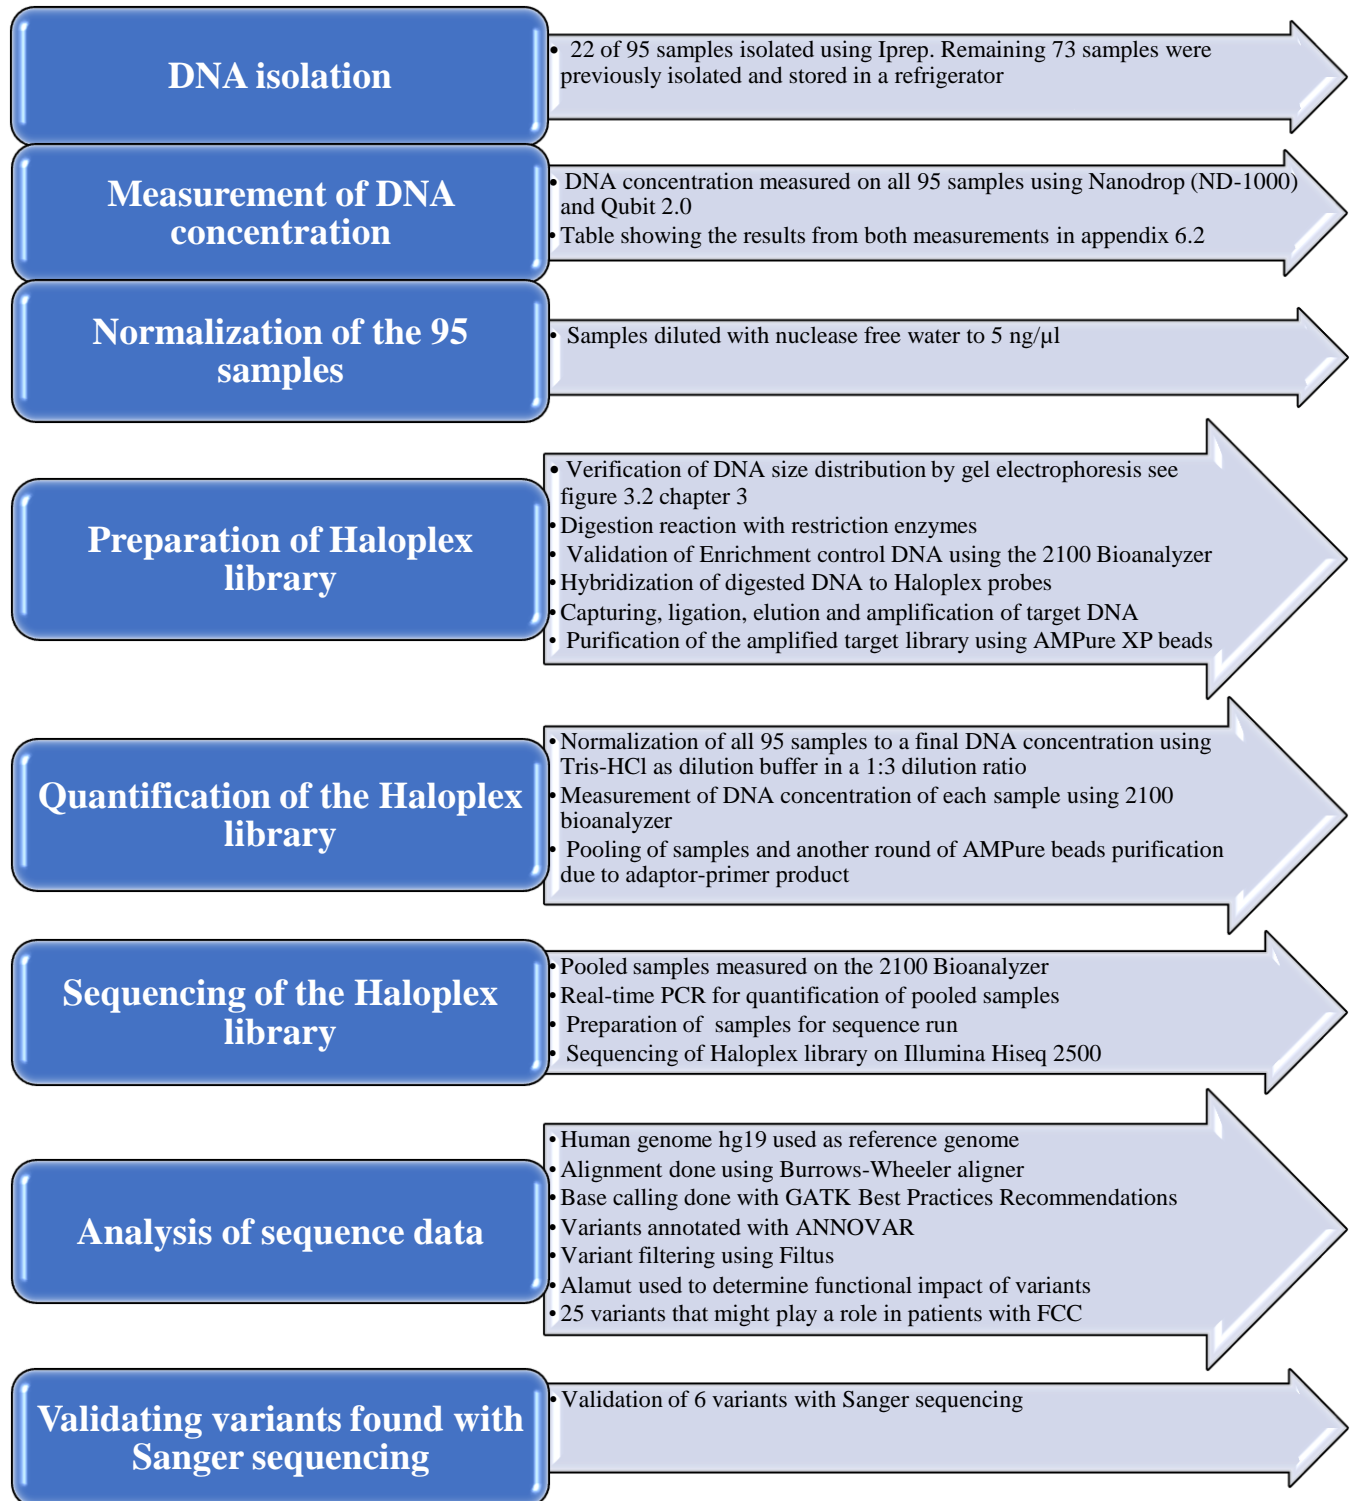 DNA isolation
• 22 of 95 samples isolated using Iprep. Remaining 73 samples were
previously isolated and stored in a refrigerator
Measurement of DNA
concentration
• DNA concentration measured on all 95 samples using Nanodrop (ND-1000)
and Qubit 2.0
• Table showing the results from both measurements in appendix 6.2
Normalization of the 95
samples
• Samples diluted with nuclease free water to 5 ng/µl
Preparation of Haloplex
library
• Verification of DNA size distribution by gel electrophoresis see
figure 3.2 chapter 3
• Digestion reaction with restriction enzymes
• Validation of Enrichment control DNA using the 2100 Bioanalyzer
• Hybridization of digested DNA to Haloplex probes
• Capturing, ligation, elution and amplification of target DNA
• Purification of the amplified target library using AMPure XP beads
Quantification of the Haloplex
library
• Normalization of all 95 samples to a final DNA concentration using
Tris-HCl as dilution buffer in a 1:3 dilution ratio
• Measurement of DNA concentration of each sample using 2100
bioanalyzer
• Pooling of samples and another round of AMPure beads purification
due to adaptor-primer product
Sequencing of the Haloplex
library
• Pooled samples measured on the 2100 Bioanalyzer
• Real-time PCR for quantification of pooled samples
• Preparation of samples for sequence run
• Sequencing of Haloplex library on Illumina Hiseq 2500
Analysis of sequence data
• Human genome hg19 used as reference genome
• Alignment done using Burrows-Wheeler aligner
• Base calling done with GATK Best Practices Recommendations
• Variants annotated with ANNOVAR
• Variant filtering using Filtus
• Alamut used to determine functional impact of variants
• 25 variants that might play a role in patients with FCC
Validating variants found with
Sanger sequencing
• Validation of 6 variants with Sanger sequencing